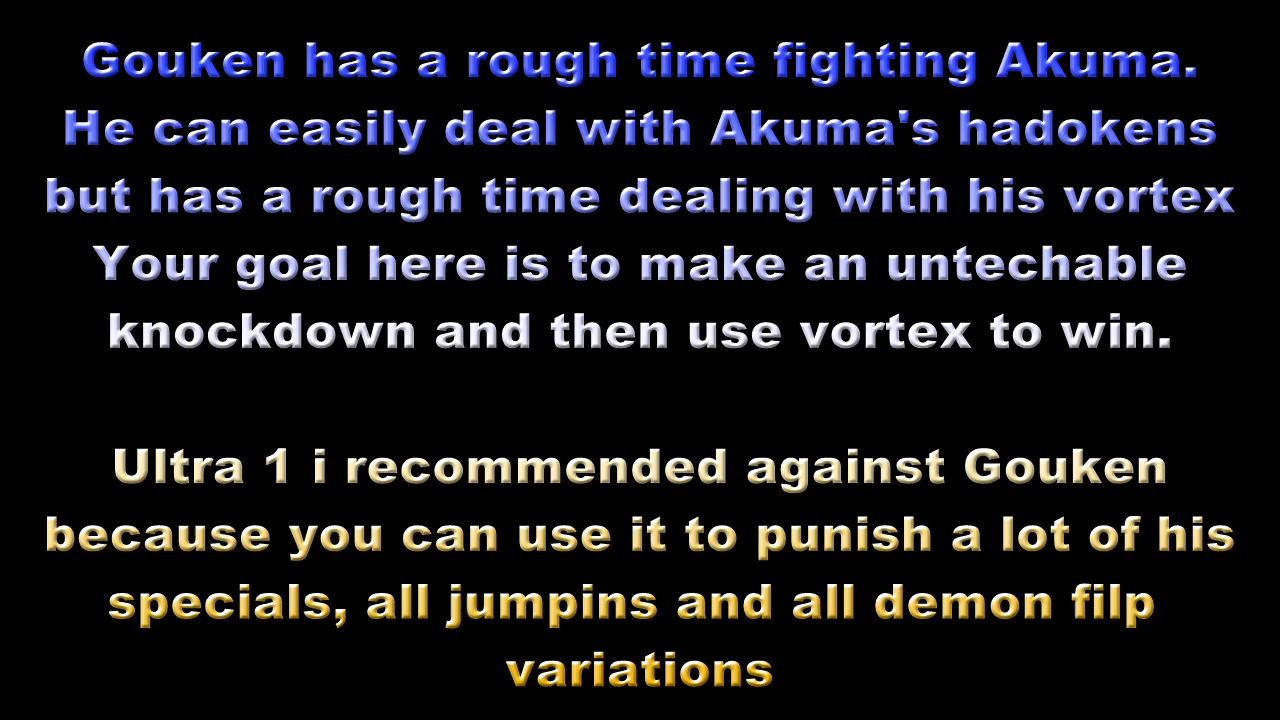 Gouken has a rough time fighting Akuma.
He can easily deal with Akuma's hadokens
but has a rough time dealing with his vortex
Your goal here is to make an untechable
knockdown and then use vortex to win.
Ultra 1 i recommended against Gouken
because you can use it to punish a lot of his
specials, all jumpins and all demon filp
variations